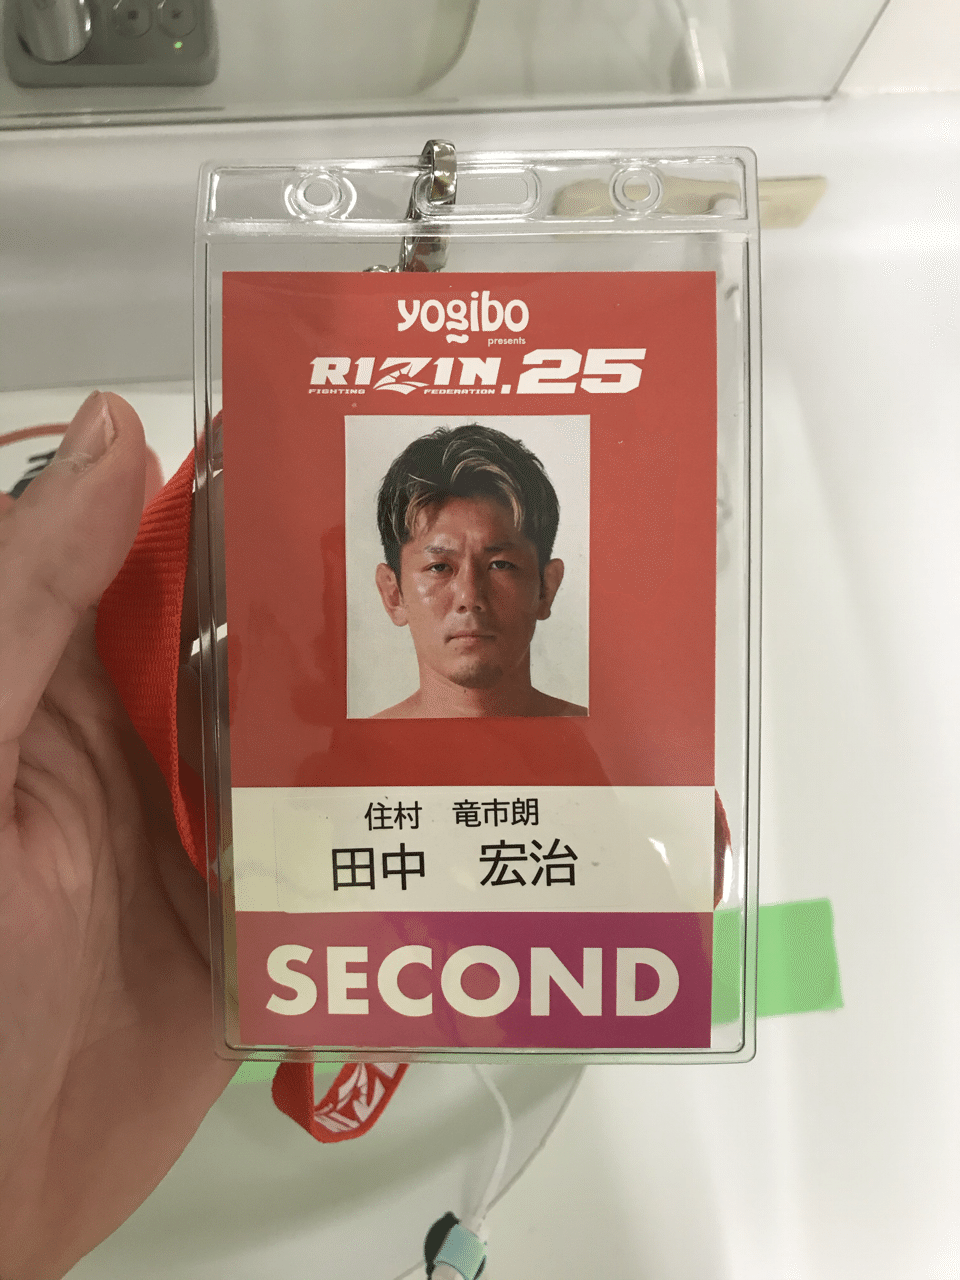 yogibo
presents
RIZIN.25
FIGHTING FEDERATION
住村 竜市朗
田中 宏治
SECOND